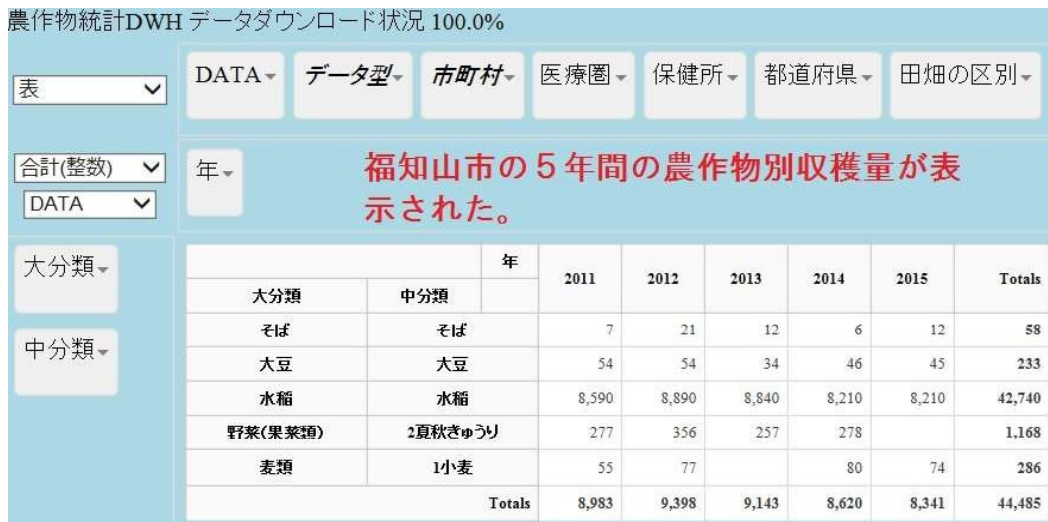 農作物統計DWH データダウンロード状況 100.0%
表
DATA データ型 市町村 医療圏 保健所 都道府県 田畑の区別
合計(整数)
DATA
年
福知山市の５年間の農作物別収穫量が表
示された。
大分類
中分類
年 2011 2012 2013 2014 2015 Totals
大分類 中分類
そば そば 7 21 12 6 12 58
大豆 大豆 54 54 34 46 45 233
水稲 水稲 8,590 8,890 8,840 8,210 8,210 42,740
野菜(果菜類) 2夏秋きゅうり 277 356 257 278 1,168
麦類 1小麦 55 77 80 74 286
Totals 8,983 9,398 9,143 8,620 8,341 44,485